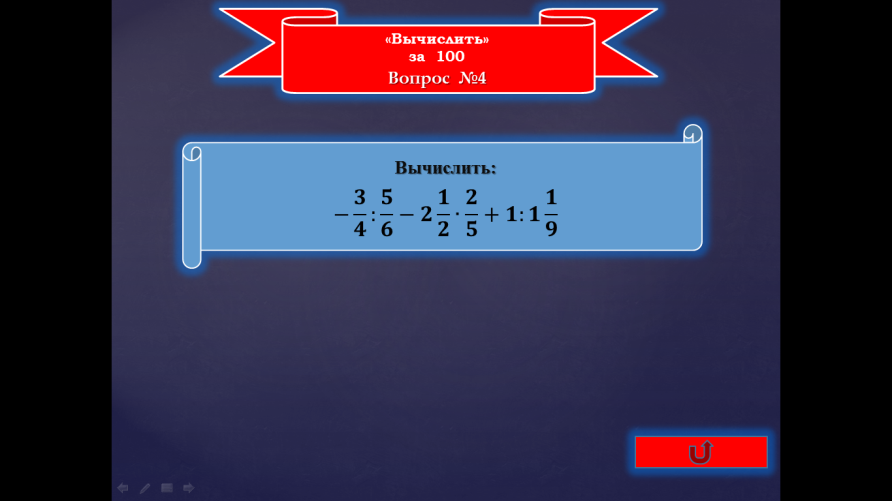 «Вычислить»
за 100
Вопрос №4
Вычислить:
−3/4 : 5/6 − 2 1/2 · 2/5 + 1 : 1 1/9